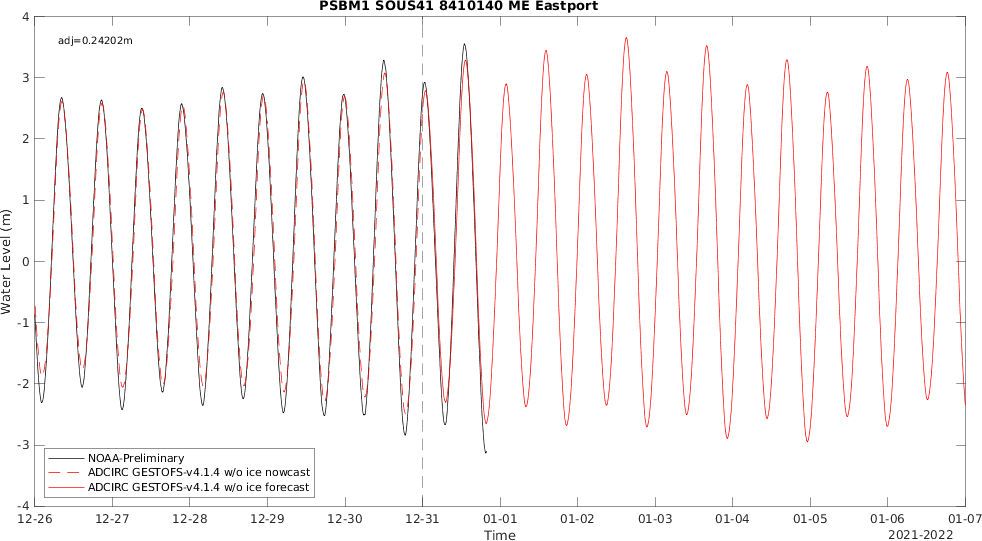 PSBM1 SOUS41 8410140 ME Eastport
adj=0.24202m
4
3
2
1
0
-1
-2
-3
-4
Water Level (m)
NOAA-Preliminary
ADCIRC GESTOFS-v4.1.4 w/o ice nowcast
ADCIRC GESTOFS-v4.1.4 w/o ice forecast
12-26 12-27 12-28 12-29 12-30 12-31 01-01 01-02 01-03 01-04 01-05 01-06 01-07
Time
2021-2022